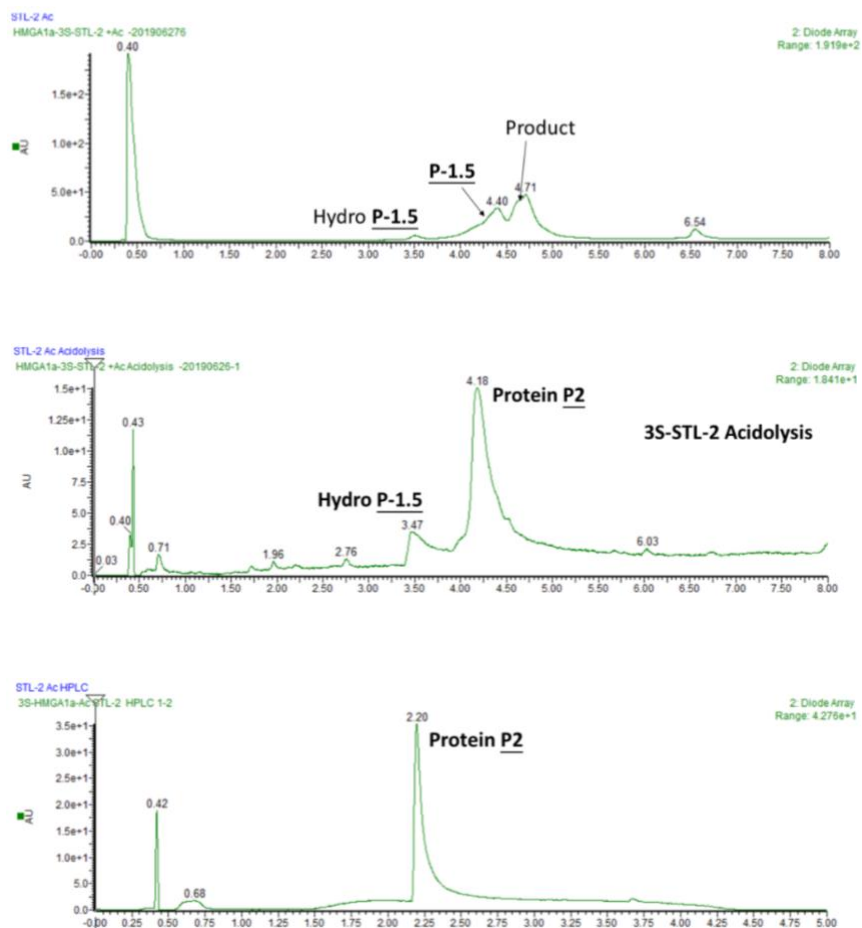 STL-2 Ac
HMGA1a-3S-STL-2 +Ac -201906276
2: Diode Array
Range: 1.919e+2
0.40
1.5e+2
1.0e+2
5.0e+1
0.0
AU
Product
P-1.5
4.40
4.71
Hydro P-1.5
6.54
-0.00 0.50 1.00 1.50 2.00 2.50 3.00 3.50 4.00 4.50 5.00 5.50 6.00 6.50 7.00 7.50 8.00
STL-2 Ac Acidolysis
HMGA1a-3S-STL-2 +Ac Acidolysis -20190626-1
2: Diode Array
Range: 1.841e+1
1.5e+1
1.25e+1
1.0e+1
7.5
5.0
2.5
0.0
AU
4.18
Protein P2
3S-STL-2 Acidolysis
0.43
Hydro P-1.5
0.40
3.47
0.03
0.71
1.96
2.76
6.03
-0.00 0.50 1.00 1.50 2.00 2.50 3.00 3.50 4.00 4.50 5.00 5.50 6.00 6.50 7.00 7.50 8.00
STL-2 Ac HPLC
3S-HMGA1a-Ac STL-2 HPLC 1-2
2: Diode Array
Range: 4.276e+1
3.5e+1
3.0e+1
2.5e+1
2.0e+1
1.5e+1
1.0e+1
5.0
0.0
AU
2.20
Protein P2
0.42
0.68
-0.00 0.25 0.50 0.75 1.00 1.25 1.50 1.75 2.00 2.25 2.50 2.75 3.00 3.25 3.50 3.75 4.00 4.25 4.50 4.75 5.00